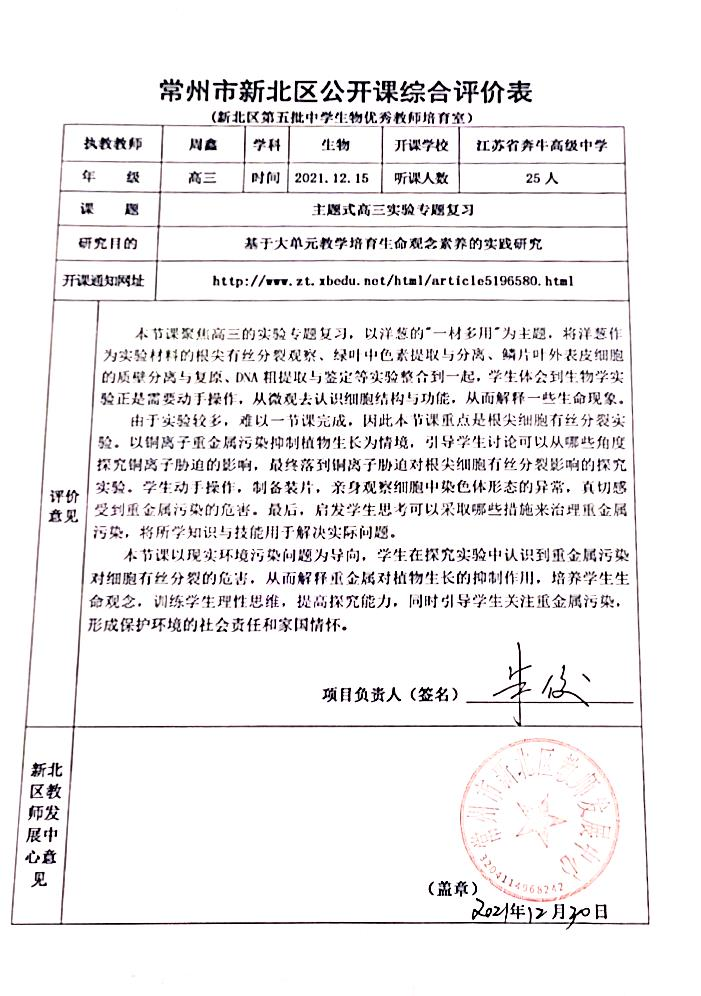 常州市新北区公开课综合评价表
（新北区第五批中学生物优秀教师培育室）
执教教师 周鑫 学科 生物 开课学校 江苏省奔牛高级中学
年 级 高三 时间 2021.12.15 听课人数 25人
课 题 主题式高三实验专题复习
研究目的 基于大单元教学培育生命观念素养的实践研究
开课通知网址 http://www.zt.xbedu.net/html/article5196580.html
评价意见
本节课聚焦高三的实验专题复习，以洋葱的"一材多用"为主题，将洋葱作
为实验材料的根尖有丝分裂观察、绿叶中色素提取与分离、鳞片叶外表皮细胞
的质壁分离与复原、DNA 粗提取与鉴定等实验整合到一起，学生体会到生物学实
验正是需要动手操作，从微观去认识细胞结构与功能，从而解释一些生命现象。
由于实验较多，难以一节课完成，因此本节课重点是根尖细胞有丝分裂实
验。以铜离子重金属污染抑制植物生长为情境，引导学生讨论可以从哪些角度
探究铜离子胁迫的影响，最终落到铜离子胁迫对根尖细胞有丝分裂影响的探究
实验。学生动手操作，制备装片，亲身观察细胞中染色体形态的异常，真切感
受到重金属污染的危害。最后，启发学生思考可以采取哪些措施来治理重金属
污染，将所学知识与技能用于解决实际问题。
本节课以现实环境污染问题为导向，学生在探究实验中认识到重金属污染
对细胞有丝分裂的危害，从而解释重金属对植物生长的抑制作用，培养学生生
命观念，训练学生理性思维，提高探究能力，同时引导学生关注重金属污染，
形成保护环境的社会责任和家国情怀。
项目负责人（签名）
新北区教师发展中心意见
常州市新北区教师发展中心
3204114968242
（盖章）
2021年12月30日